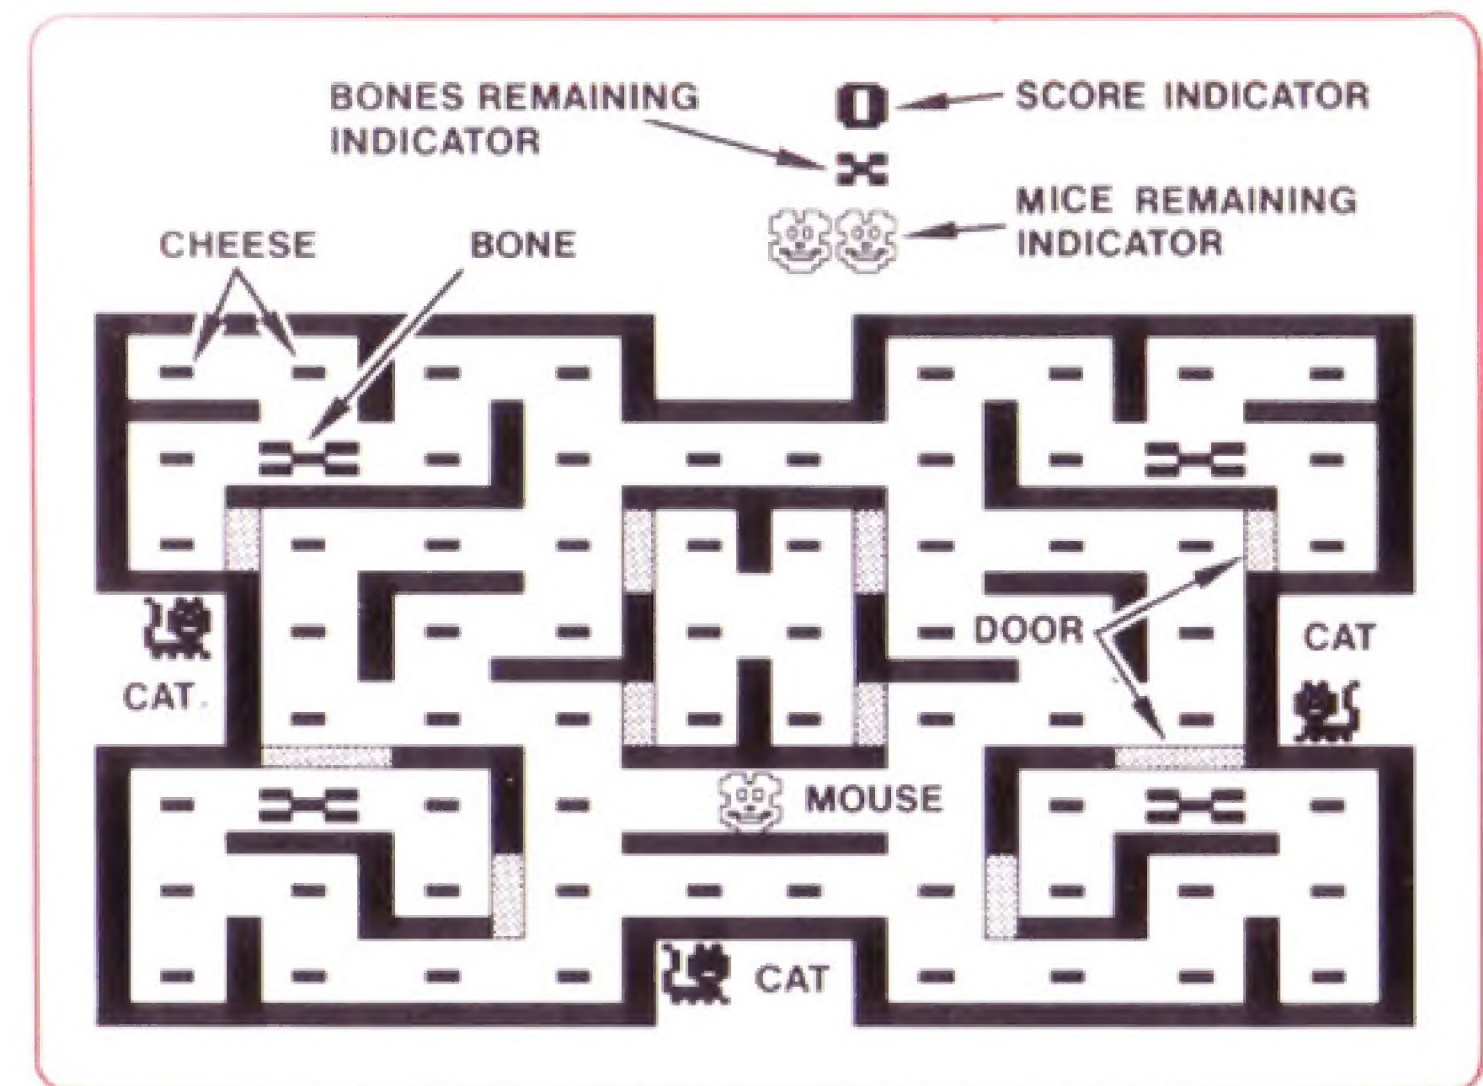 BONES REMAINING
INDICATOR
0
SCORE INDICATOR
MICE REMAINING
INDICATOR
CHEESE
BONE
DOOR
CAT
CAT
MOUSE
CAT